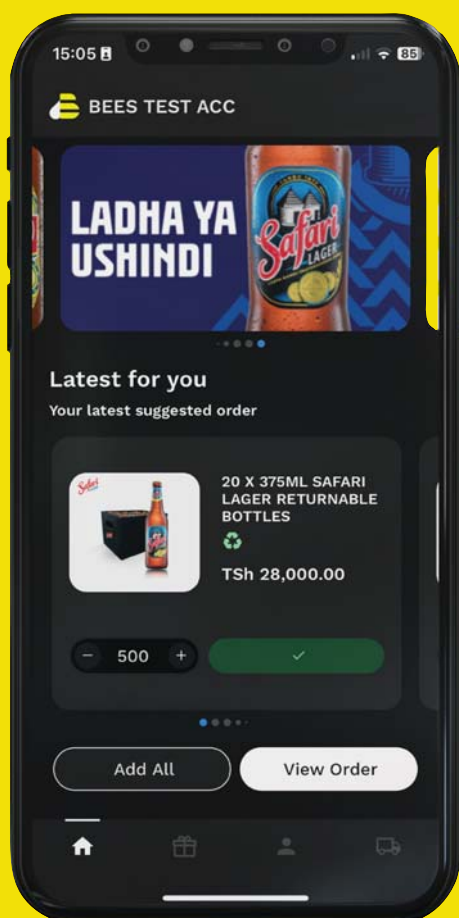 15:05
85
BEES TEST ACC
LADHA YA
USHINDI
Safari
LAGER
Latest for you
Your latest suggested order
Safari
20 X 375ML SAFARI
LAGER RETURNABLE
BOTTLES
TSh 28,000.00
500
Add All
View Order